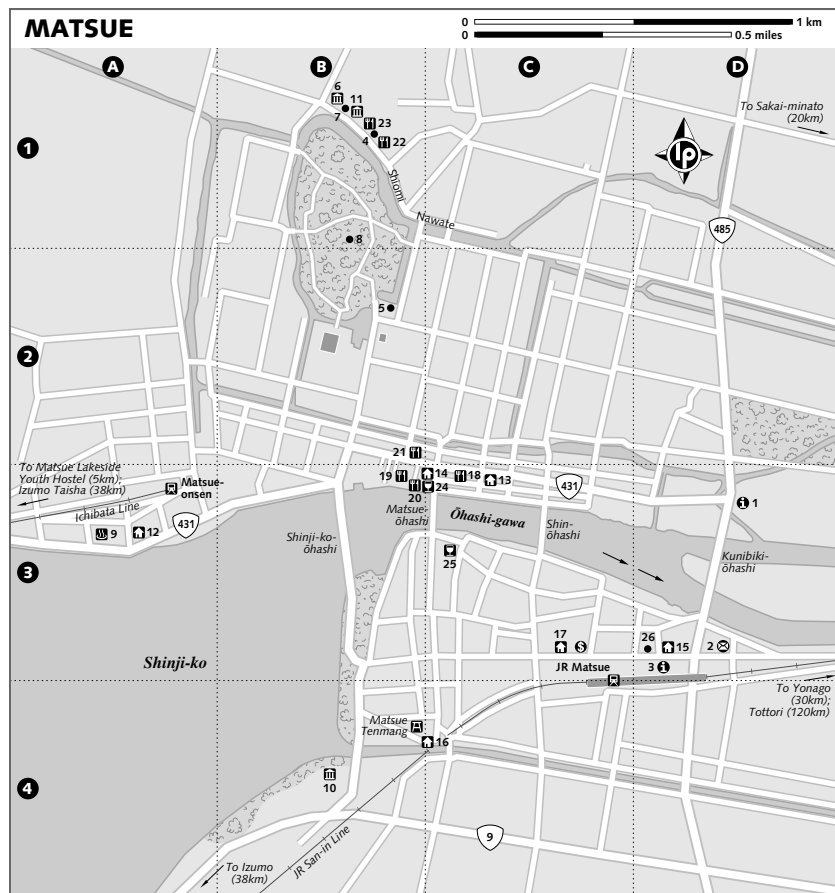 MATSUE
0 1 km
0 0.5 miles
A
B
C
D
6
11
7
23
4
22
To Sakai-minato
(20km)
1
lp
Shiomi
Nawate
485
8
5
2
21
To Matsue Lakeside
Youth Hostel (5km);
Izumo Taisha (38km)
Matsue-
onsen
19
14
18
13
24
20
431
1
Ichibata Line
431
9
12
Matsue-
ōhashi
Ōhashi-gawa
Shin-
ōhashi
Shinji-ko-
ōhashi
25
Kunibiki-
ōhashi
3
17
$
26
15
2
Shinji-ko
JR Matsue
3
To Yonago
(30km);
Tottori (120km)
Matsue
Tenmang
16
10
4
9
To Izumo
(38km)
JR San-in Line